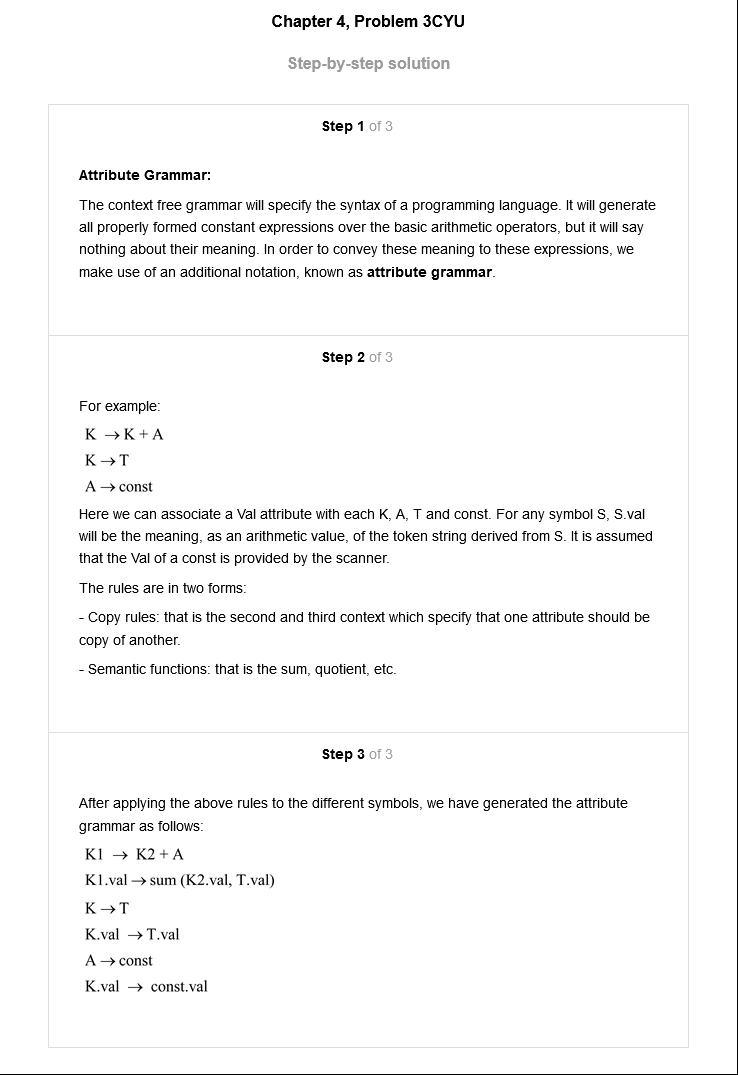 Chapter 4, Problem 3CYU
Step-by-step solution
Step 1 of 3
Attribute Grammar:
The context free grammar will specify the syntax of a programming language. It will generate
all properly formed constant expressions over the basic arithmetic operators, but it will say
nothing about their meaning. In order to convey these meaning to these expressions, we
make use of an additional notation, known as attribute grammar.
Step 2 of 3
For example:
K → K + A
K → T
A → const
Here we can associate a Val attribute with each K, A, T and const. For any symbol S, S.val
will be the meaning, as an arithmetic value, of the token string derived from S. It is assumed
that the Val of a const is provided by the scanner.
The rules are in two forms:
- Copy rules: that is the second and third context which specify that one attribute should be
copy of another.
- Semantic functions: that is the sum, quotient, etc.
Step 3 of 3
After applying the above rules to the different symbols, we have generated the attribute
grammar as follows:
K1 → K2 + A
K1.val → sum (K2.val, T.val)
K → T
K.val → T.val
A → const
K.val → const.val